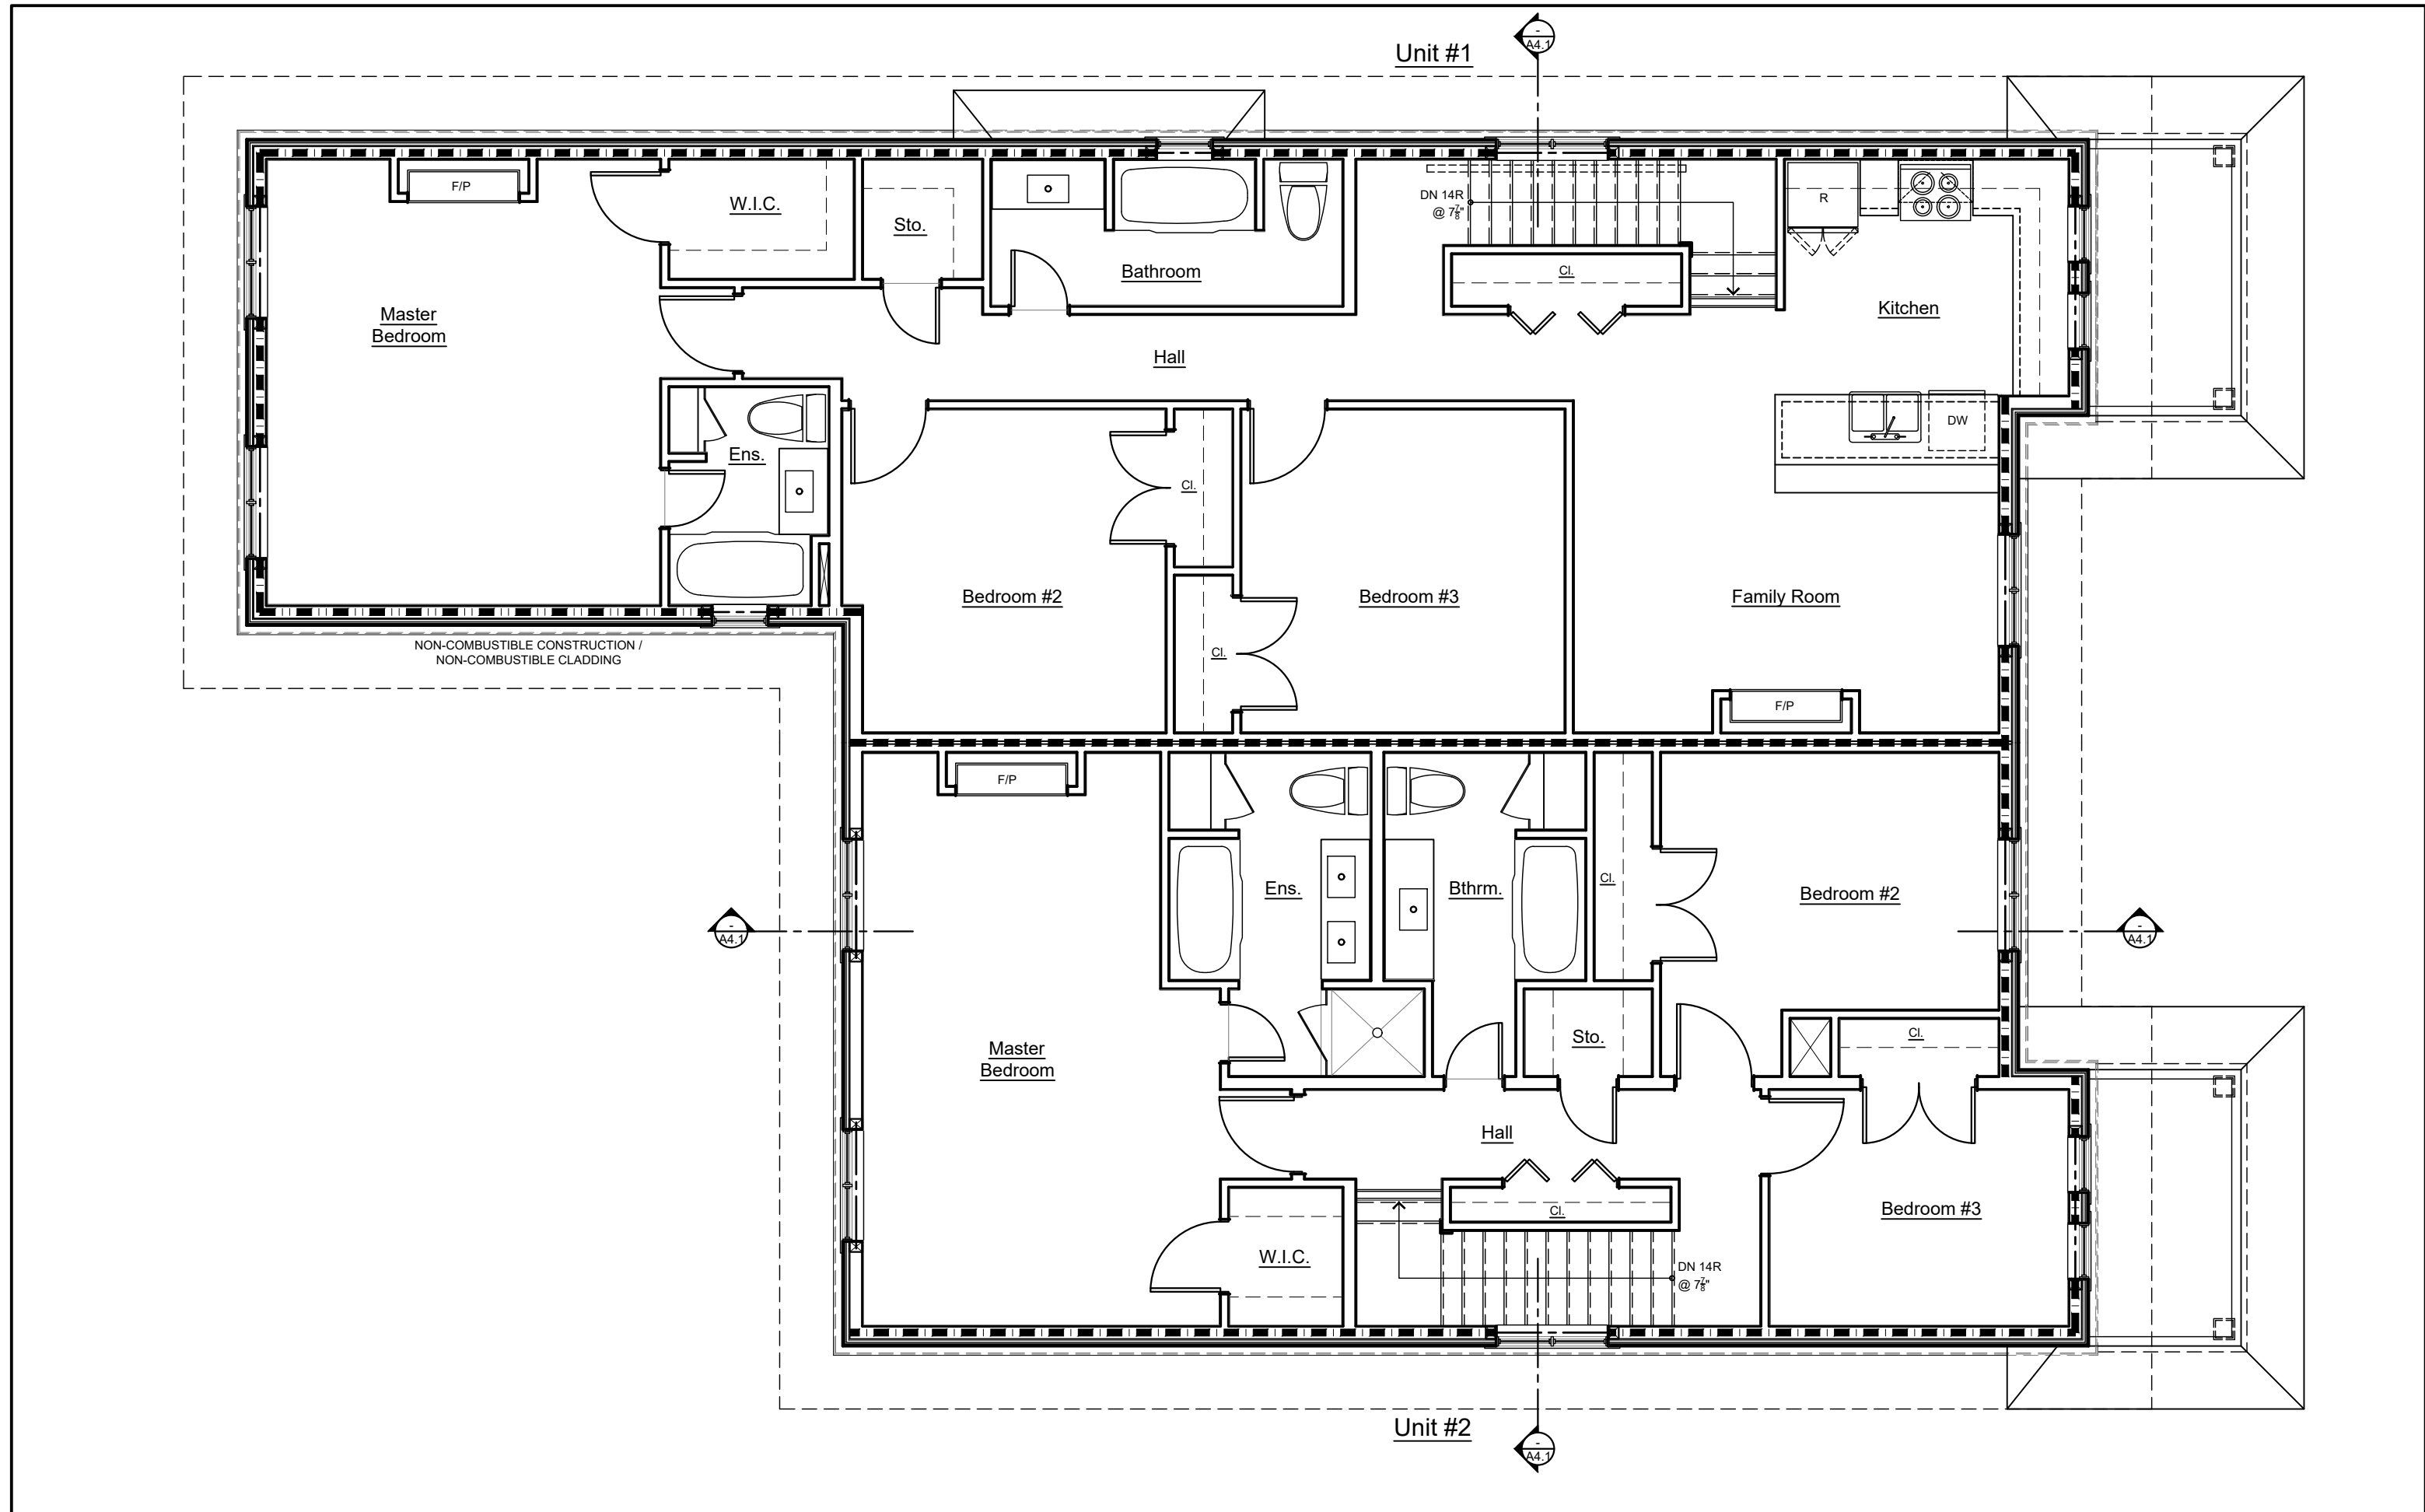 Unit #1
-
A4.1
F/P
W.I.C.
Sto.
Bathroom
DN 14R
@ 7⅞"
Cl.
R
Kitchen
Master
Bedroom
Hall
Ens.
Cl.
DW
Bedroom #2
Bedroom #3
Family Room
Cl.
NON-COMBUSTIBLE CONSTRUCTION /
NON-COMBUSTIBLE CLADDING
F/P
F/P
Ens.
Bthrm.
Cl.
Bedroom #2
-
A4.1
-
A4.1
Master
Bedroom
Sto.
Cl.
Hall
Cl.
Bedroom #3
W.I.C.
DN 14R
@ 7⅞"
Unit #2
-
A4.1